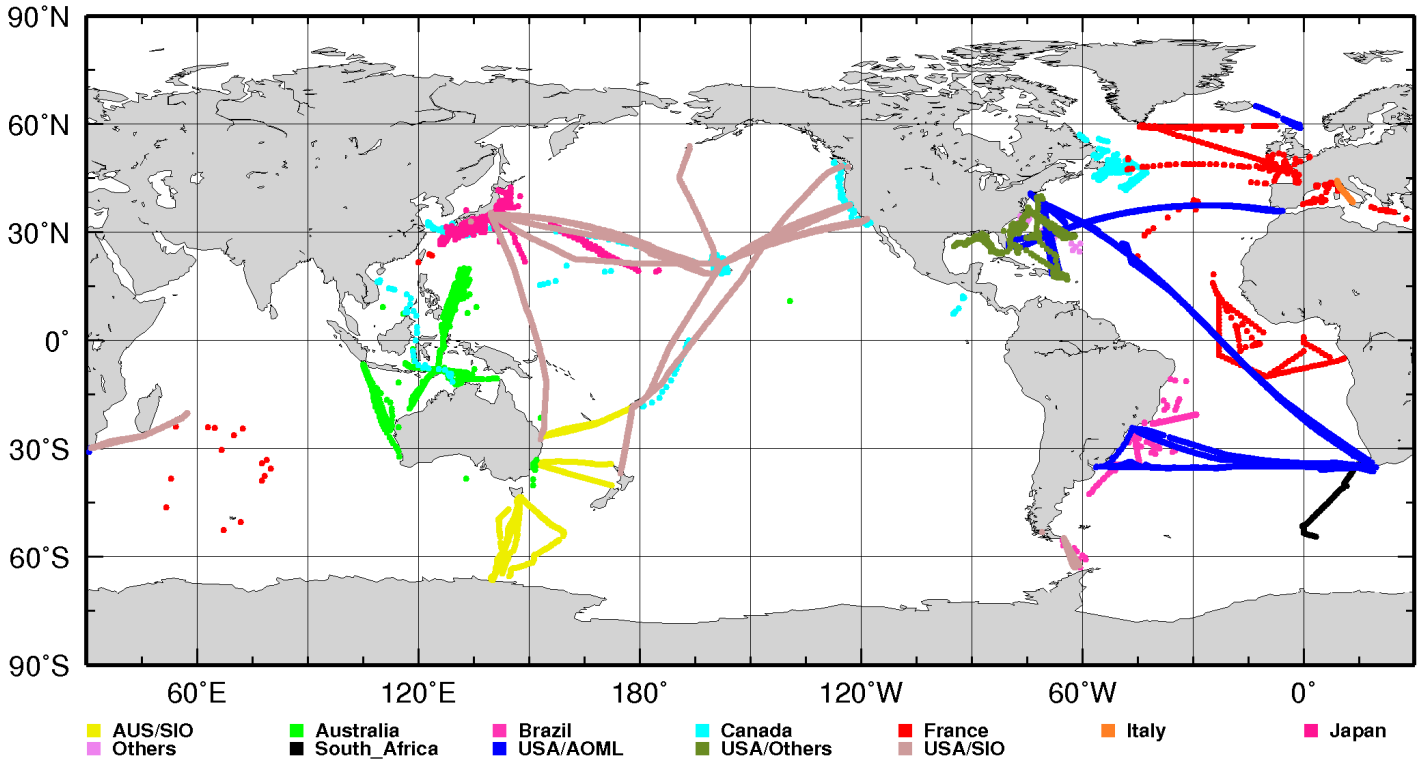 90˚N
60˚N
30˚N
0˚
30˚S
60˚S
90˚S
60˚E 120˚E 180˚ 120˚W 60˚W 0˚
AUS/SIO Australia Brazil Canada France Italy Japan
Others South_Africa USA/AOML USA/Others USA/SIO